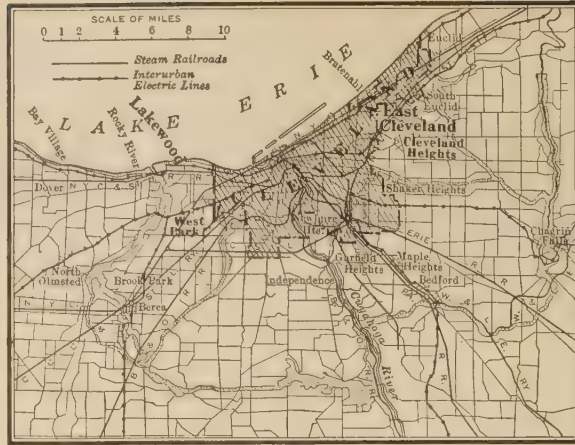 SCALE OF MILES
0 1 2 4 6 8 10
Steam Railroads
Interurban
Electric Lines
LAKE ERIE
Euclid
Bratenahl
South
Euclid
East
Cleveland
Cleveland
Heights
Bay Village
Rocky River
Lakewood
CLEVELAND
Shaker Heights
Dover
N.Y.C. & S
R R
West
Park
Chagrin
Falls
ERIE
North
Olmsted
Brook Park
Berea
Garfield
Heights
Maple
Heights
Bedford
Independence
Cuyahoga
River
R.R.
RY.